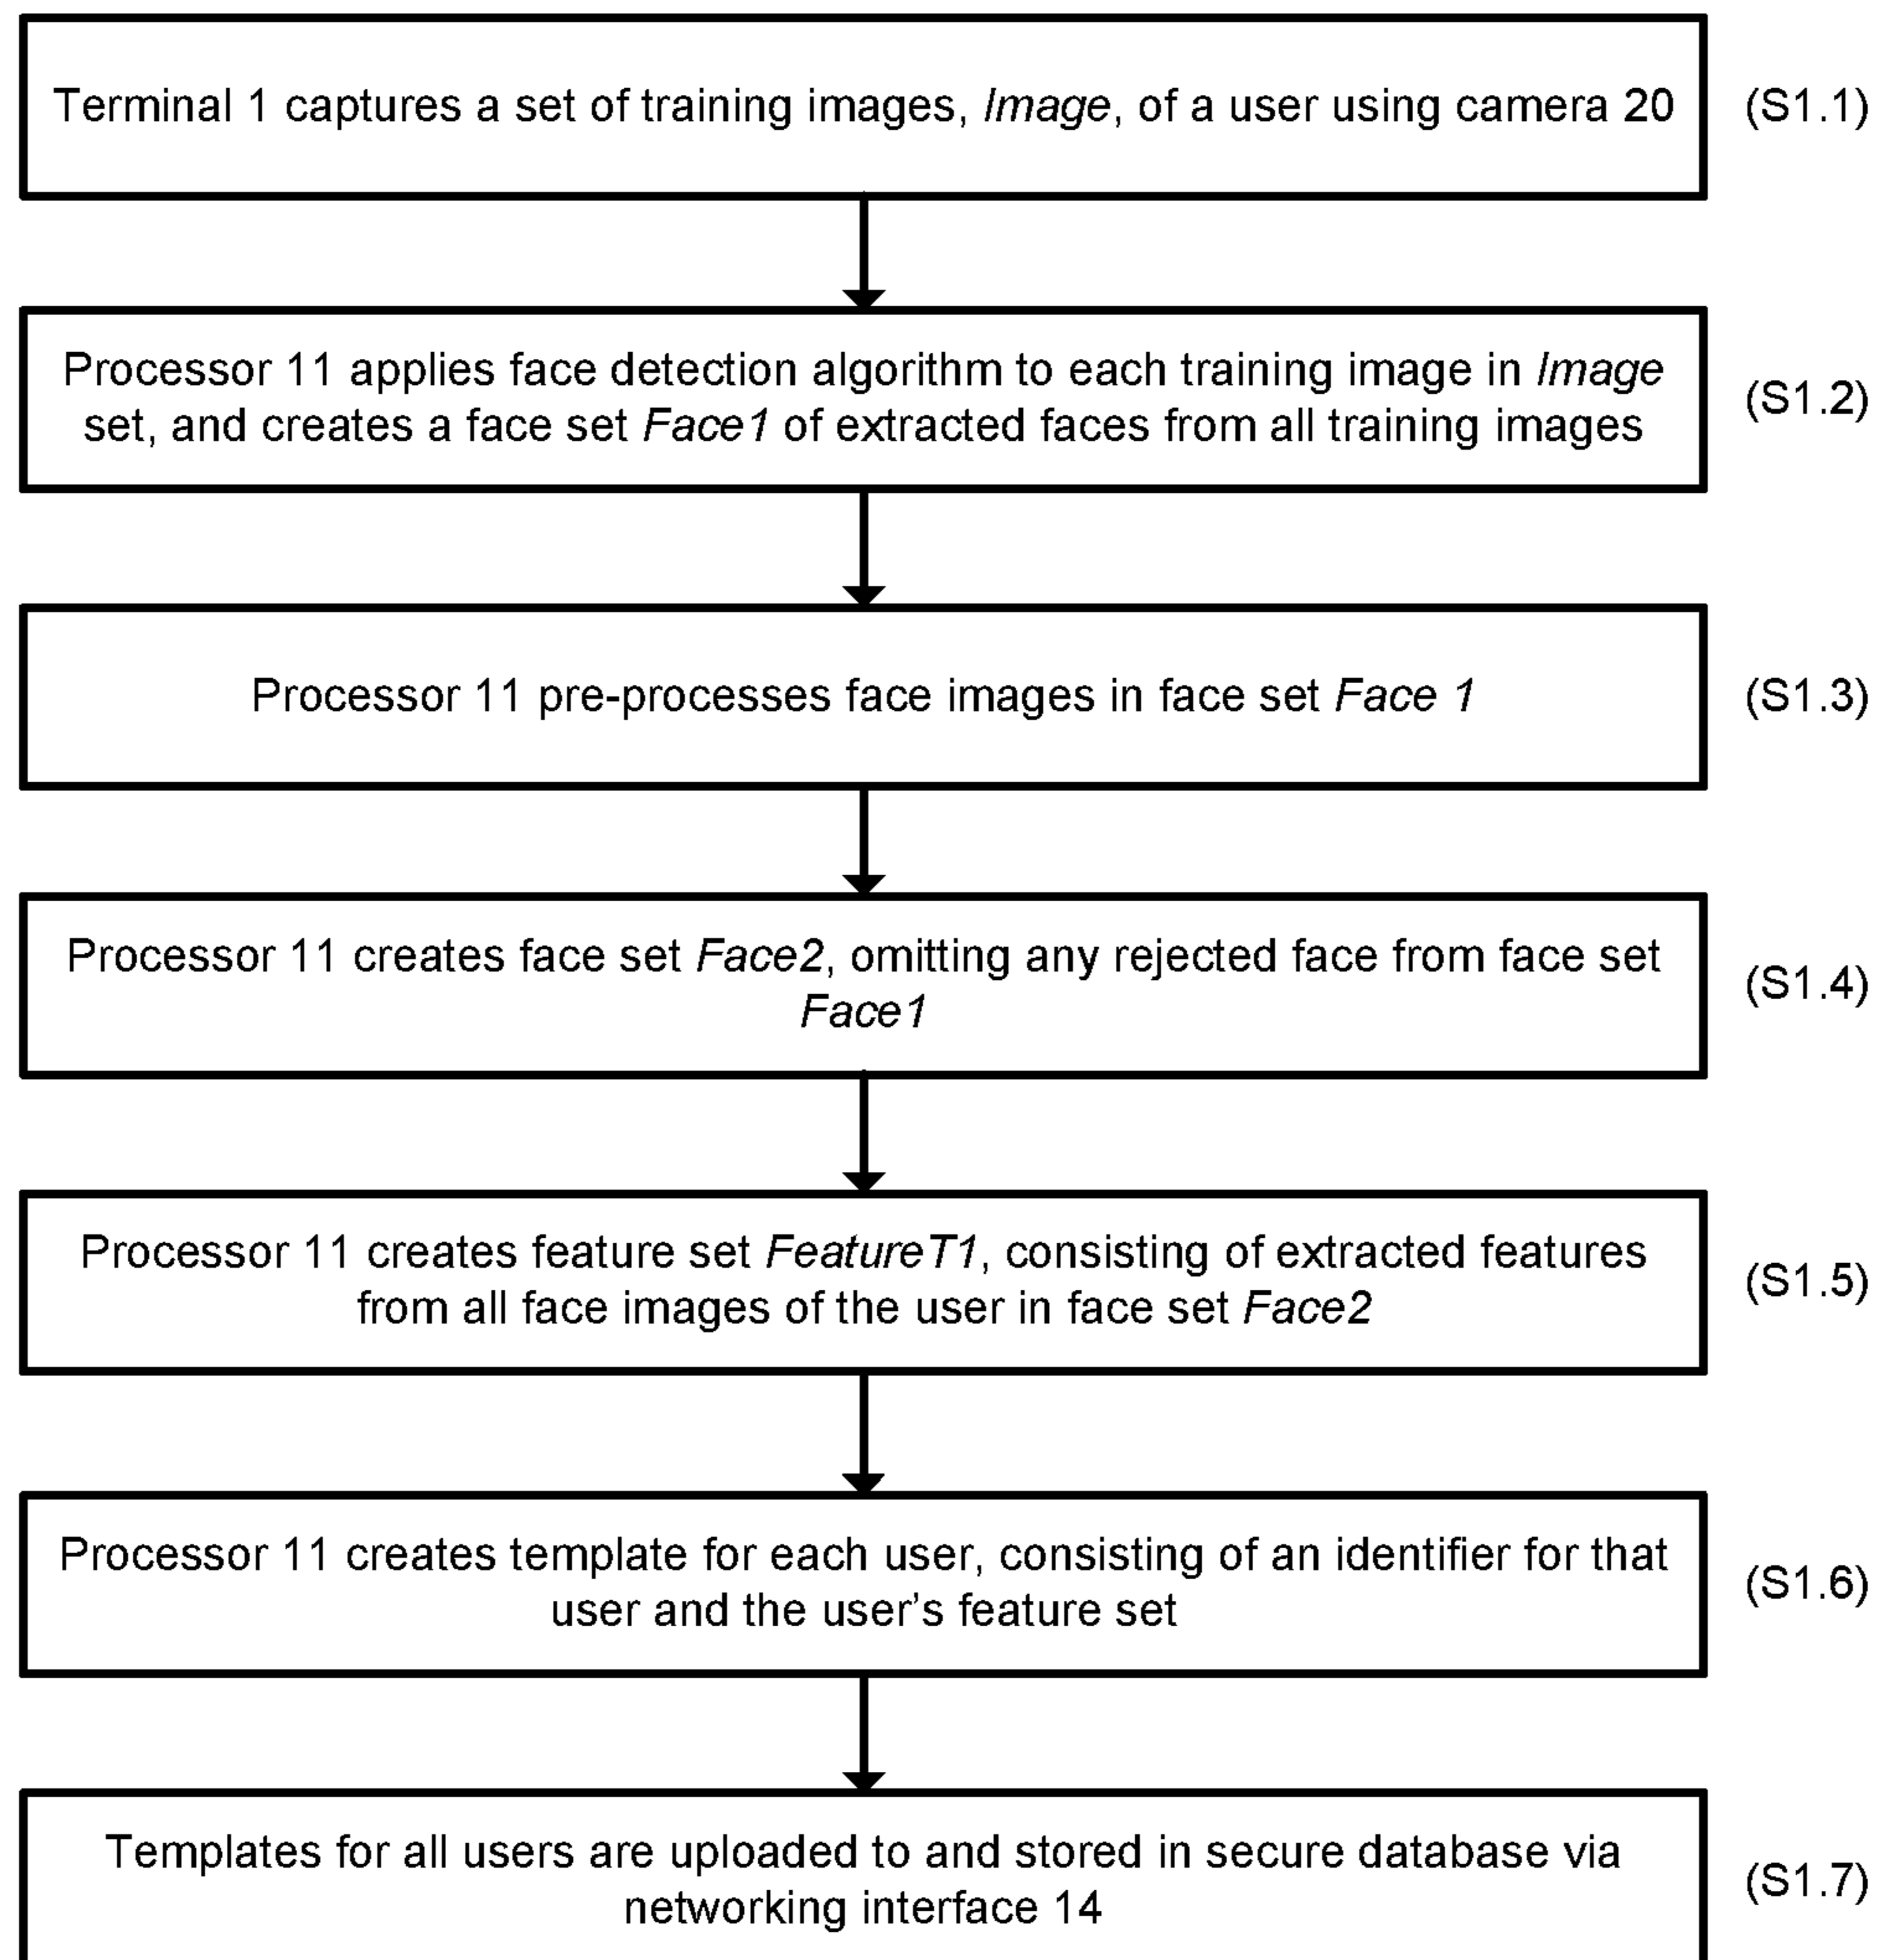 Terminal 1 captures a set of training images, Image, of a user using camera 20
(S1.1)
Processor 11 applies face detection algorithm to each training image in Image
set, and creates a face set Face1 of extracted faces from all training images
(S1.2)
Processor 11 pre-processes face images in face set Face 1
(S1.3)
Processor 11 creates face set Face2, omitting any rejected face from face set
Face1
(S1.4)
Processor 11 creates feature set FeatureT1, consisting of extracted features
from all face images of the user in face set Face2
(S1.5)
Processor 11 creates template for each user, consisting of an identifier for that
user and the user's feature set
(S1.6)
Templates for all users are uploaded to and stored in secure database via
networking interface 14
(S1.7)